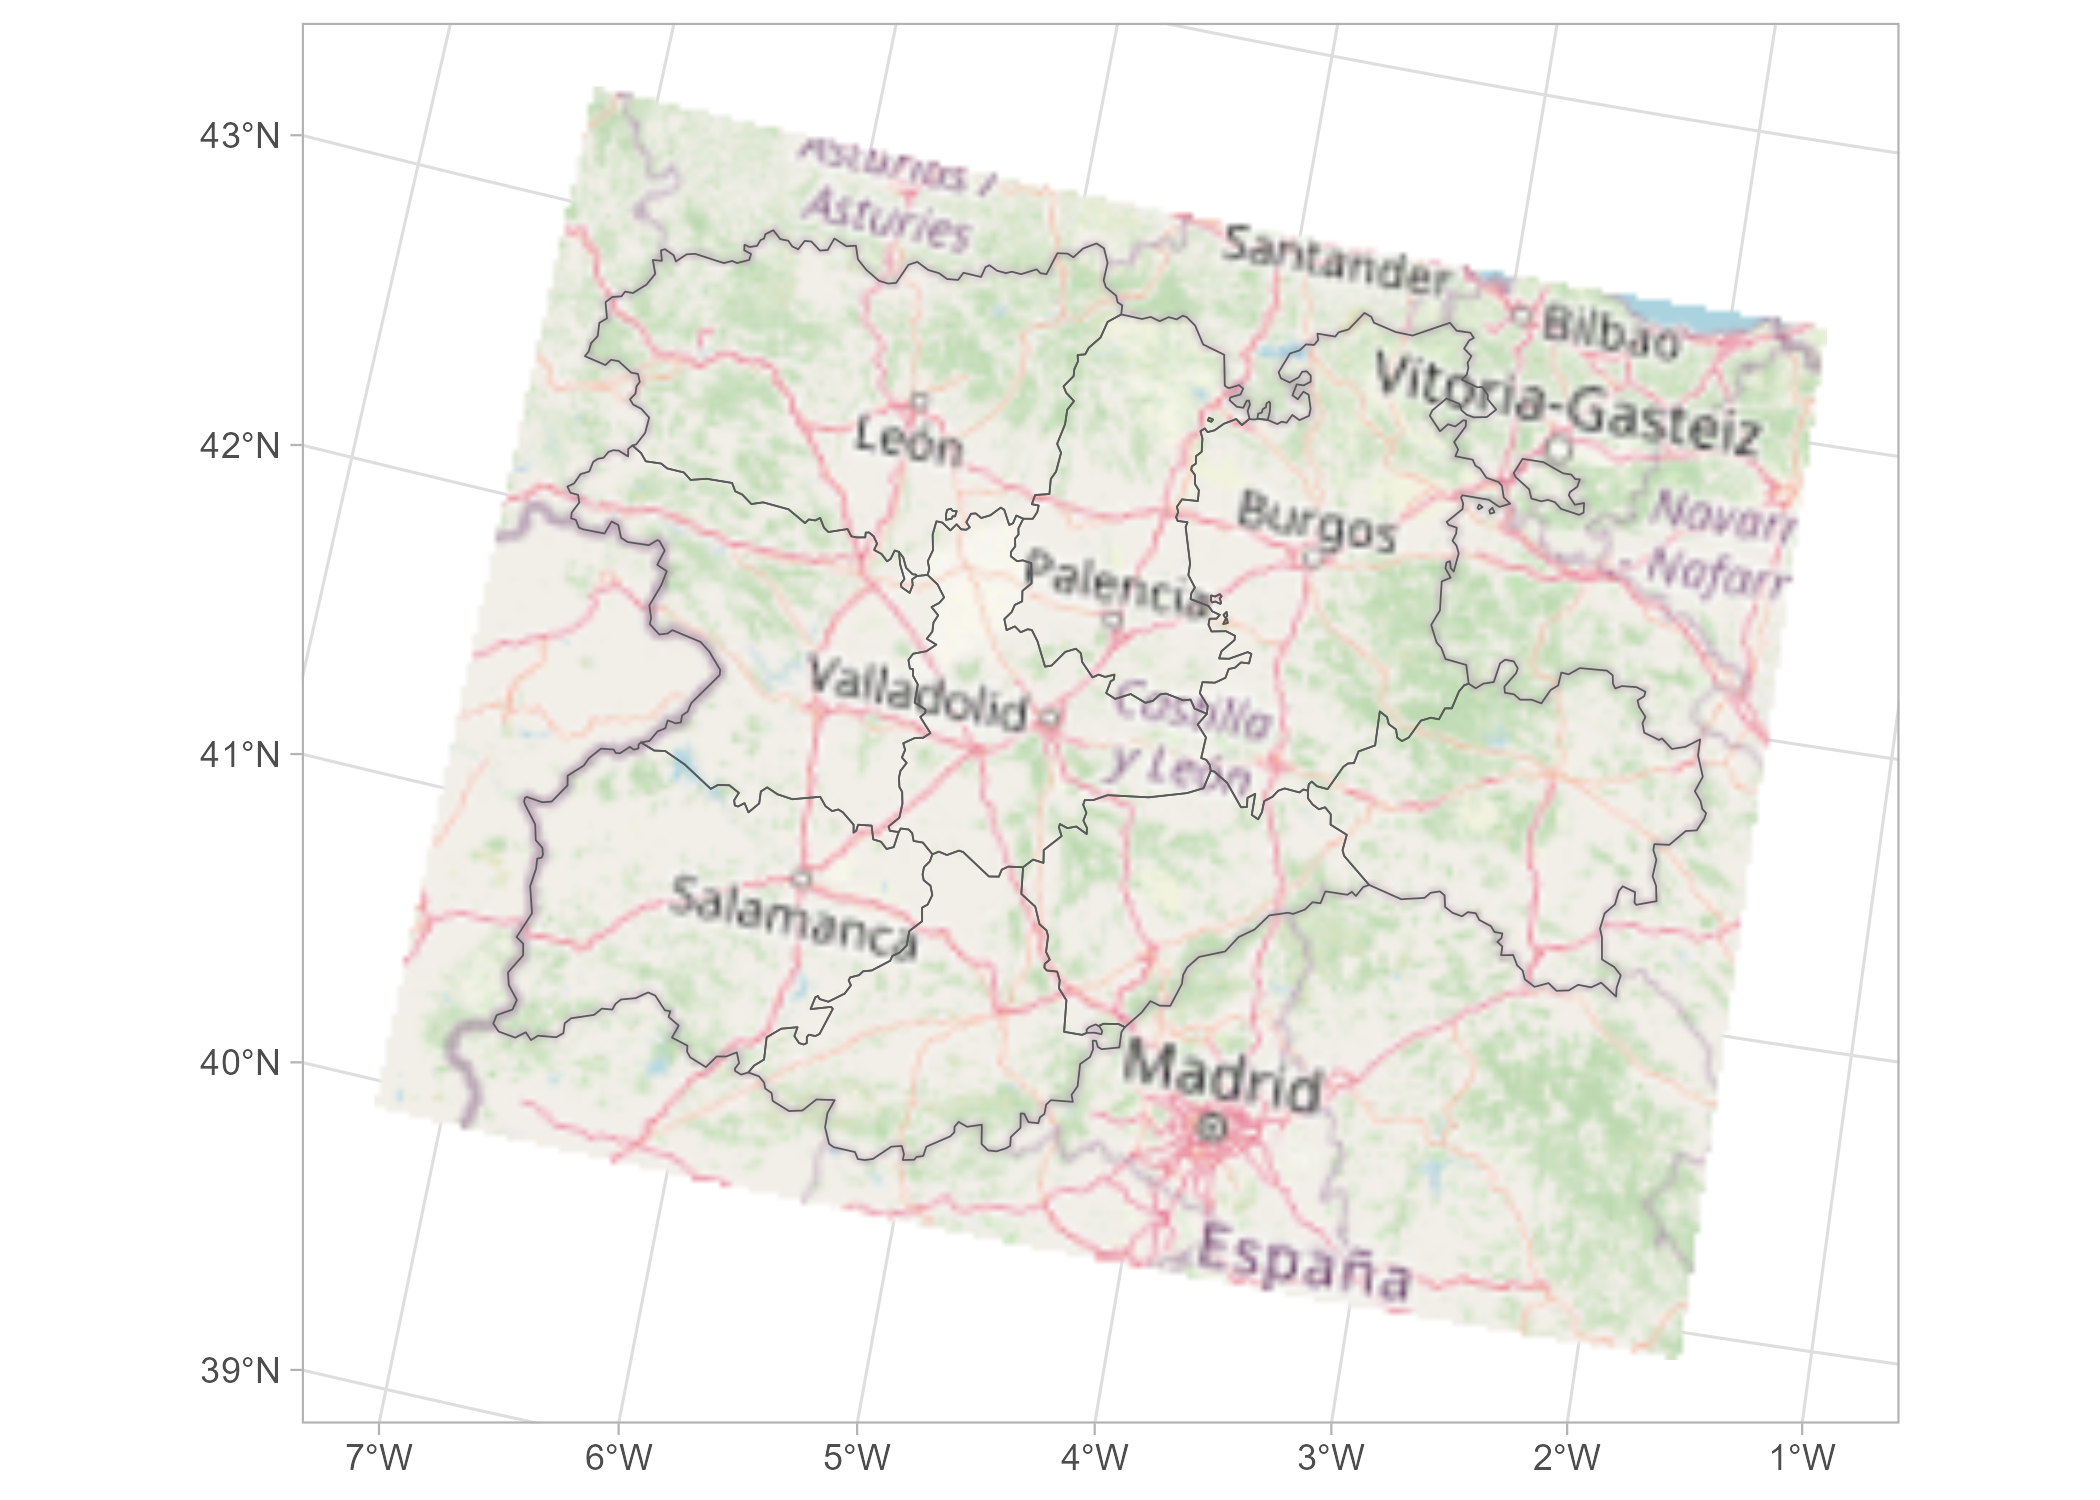 43°N
42°N
41°N
40°N
39°N
Asturias /
Asturies
Santander
Bilbao
Vitoria-Gasteiz
León
Navarr
- Nafarr
Burgos
Palencia
Valladolid
Castilla
y León
Salamanca
Madrid
España
7°W 6°W 5°W 4°W 3°W 2°W 1°W